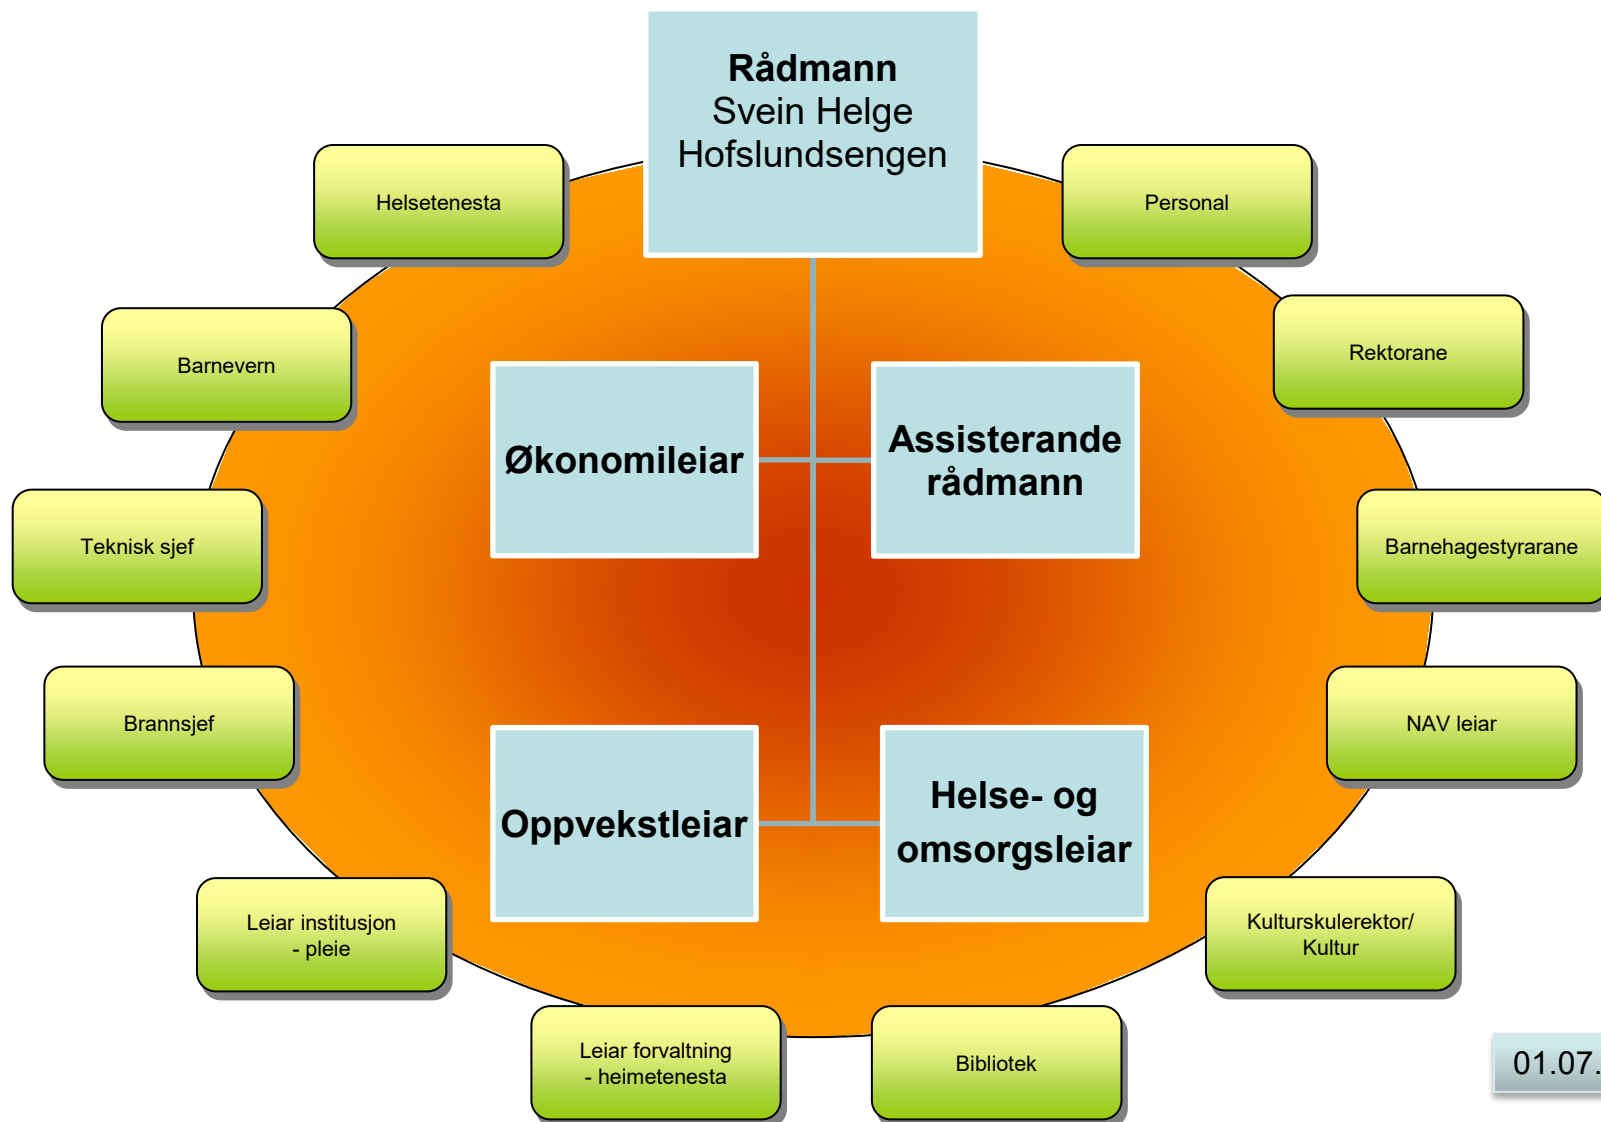 Rådmann
Svein Helge
Hofslundsengen
Helsetenesta
Personal
Barnevern
Rektorane
Økonomileiar
Assisterande
rådmann
Teknisk sjef
Barnehagestyrarane
Brannsjef
NAV leiar
Oppvekstleiar
Helse- og
omsorgsleiar
Leiar institusjon
- pleie
Kulturskulerektor/
Kultur
Leiar forvaltning
- heimetenesta
Bibliotek
01.07.